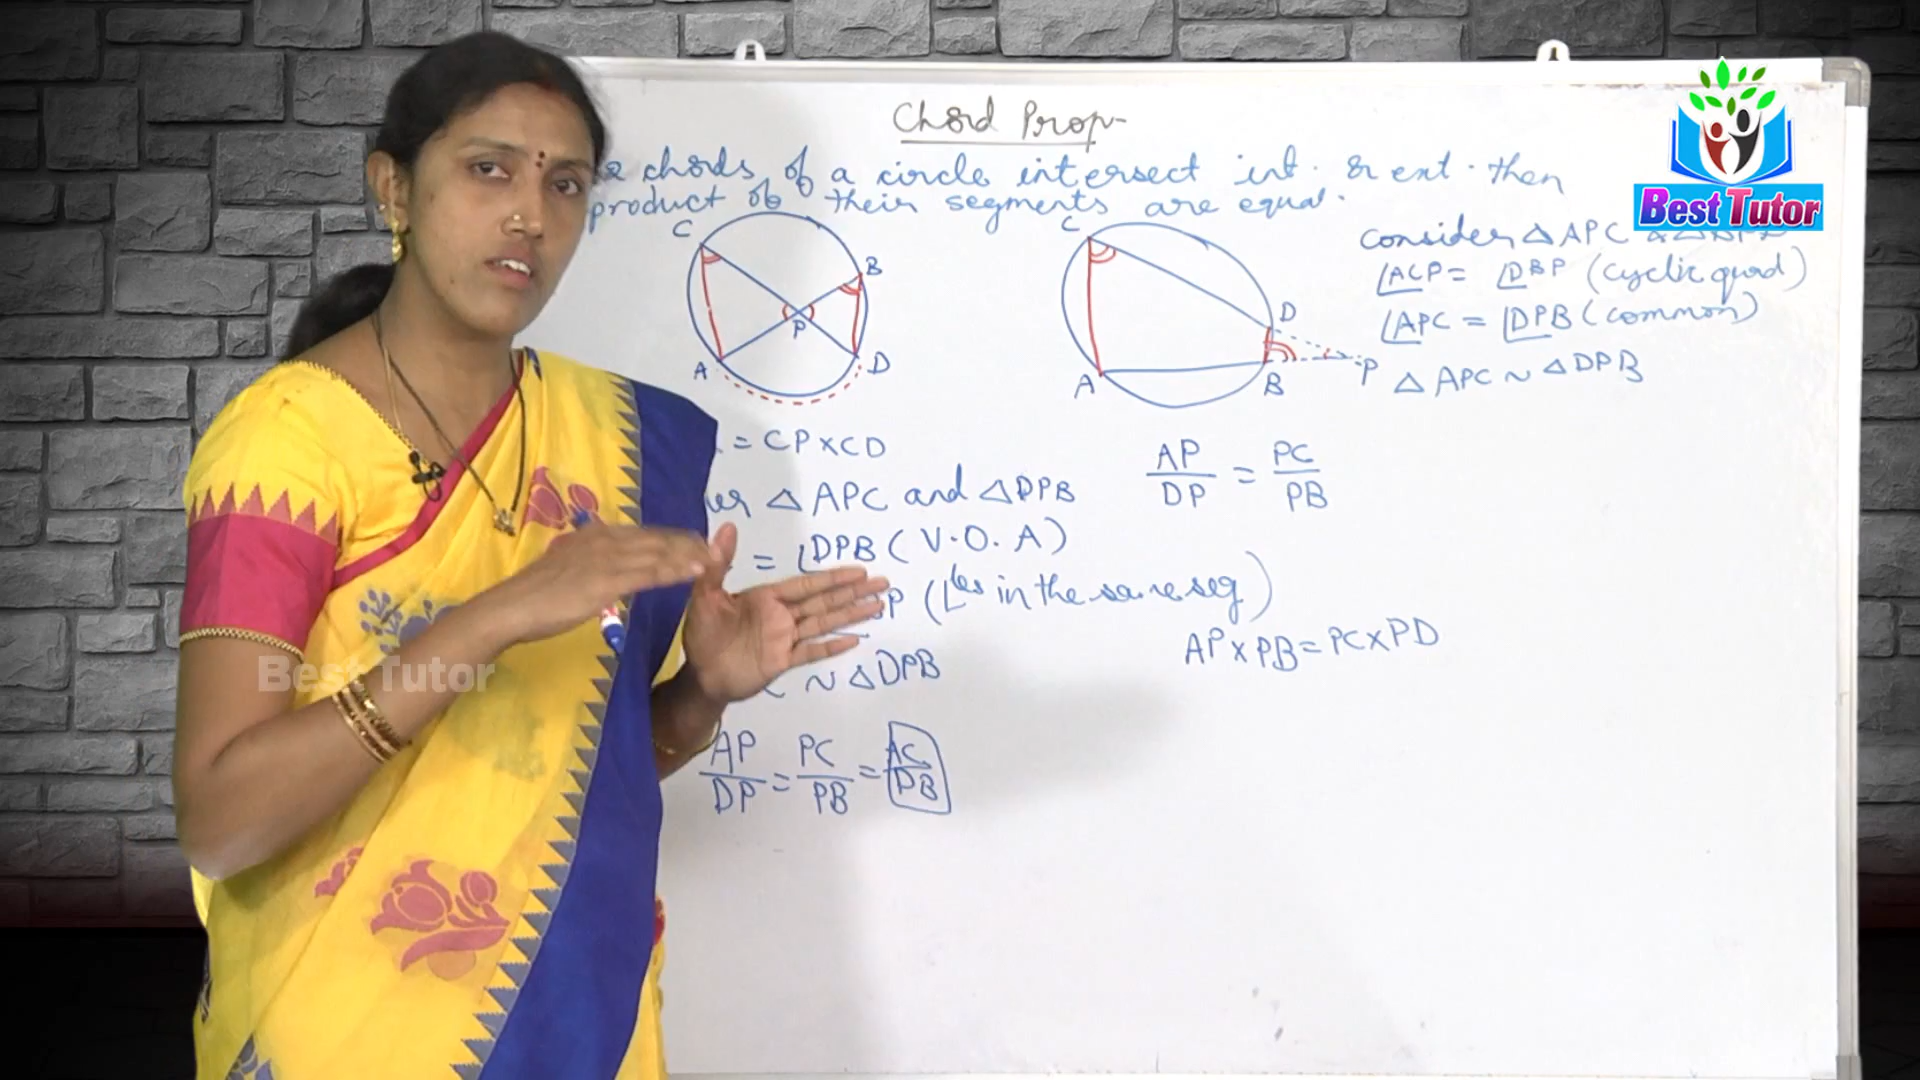 Chord Prop-
chords of a circle intersect int. & ext. then
product of their segments are equal.
C
B
P
A
D
C
D
A
B
P
consider △ APC
∠ACP = ∠DBP (cyclic quad)
∠APC = ∠DPB (common)
△ APC ~ △DPB
= CP×CD
△ APC and △DPB
= ∠DPB (V.O.A)
P (∠les in the same seg)
~ △DPB
AP/DP = PC/PB = AC/DB
AP/DP = PC/PB
AP×PB=PC×PD
Best Tutor
Best Tutor